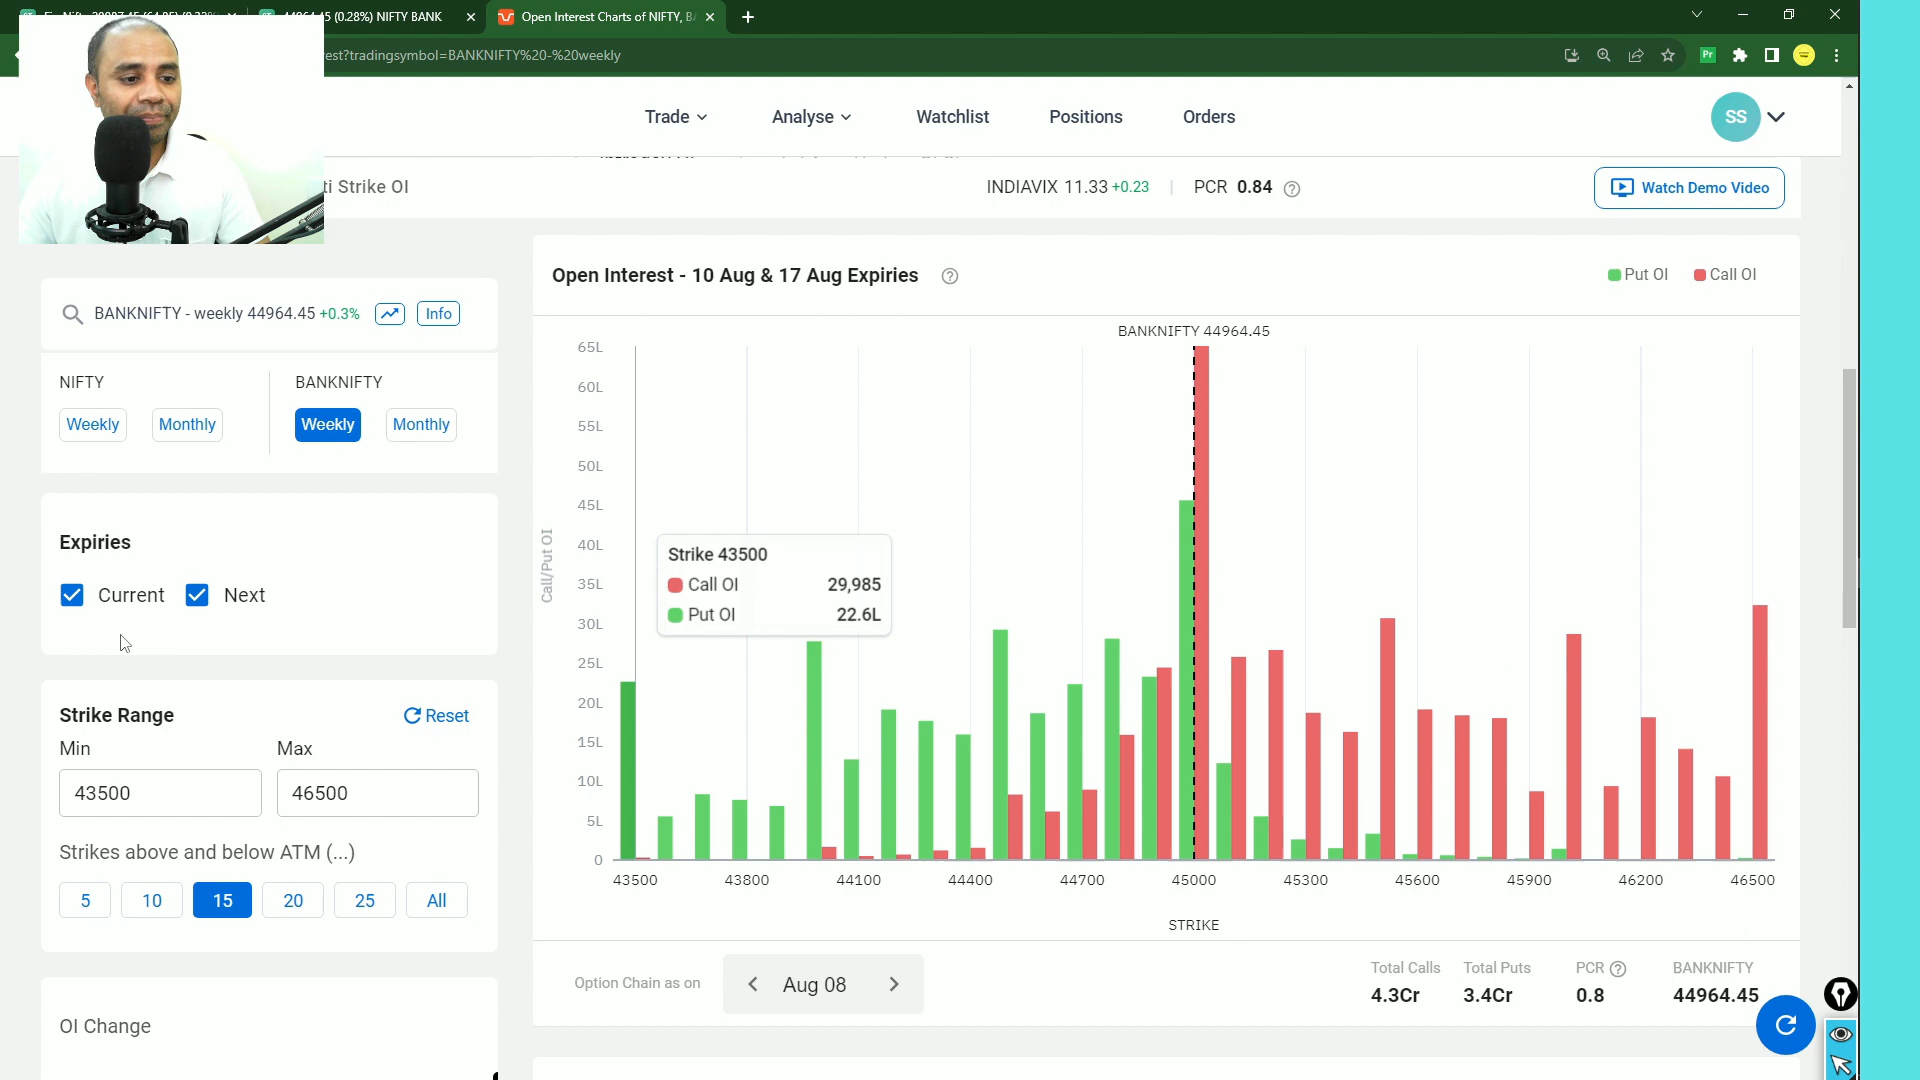 44964.45 (0.28%) NIFTY BANK
Open Interest Charts of NIFTY, B
rest?tradingsymbol=BANKNIFTY%20-%20weekly
Pr
Trade
Analyse
Watchlist
Positions
Orders
SS
ti Strike OI
INDIAVIX 11.33 +0.23
PCR 0.84
Watch Demo Video
Open Interest - 10 Aug & 17 Aug Expiries
Put OI
Call OI
BANKNIFTY - weekly 44964.45 +0.3%
Info
NIFTY
BANKNIFTY
Weekly
Monthly
Weekly
Monthly
Expiries
Current
Next
Strike Range
Reset
Min
Max
43500
46500
Strikes above and below ATM (...)
5
10
15
20
25
All
OI Change
BANKNIFTY 44964.45
65L
60L
55L
50L
45L
40L
35L
30L
25L
20L
15L
10L
5L
0
Call/Put OI
Strike 43500
Call OI 29,985
Put OI 22.6L
43500
43800
44100
44400
44700
45000
45300
45600
45900
46200
46500
STRIKE
Option Chain as on
Aug 08
Total Calls
4.3Cr
Total Puts
3.4Cr
PCR
0.8
BANKNIFTY
44964.45